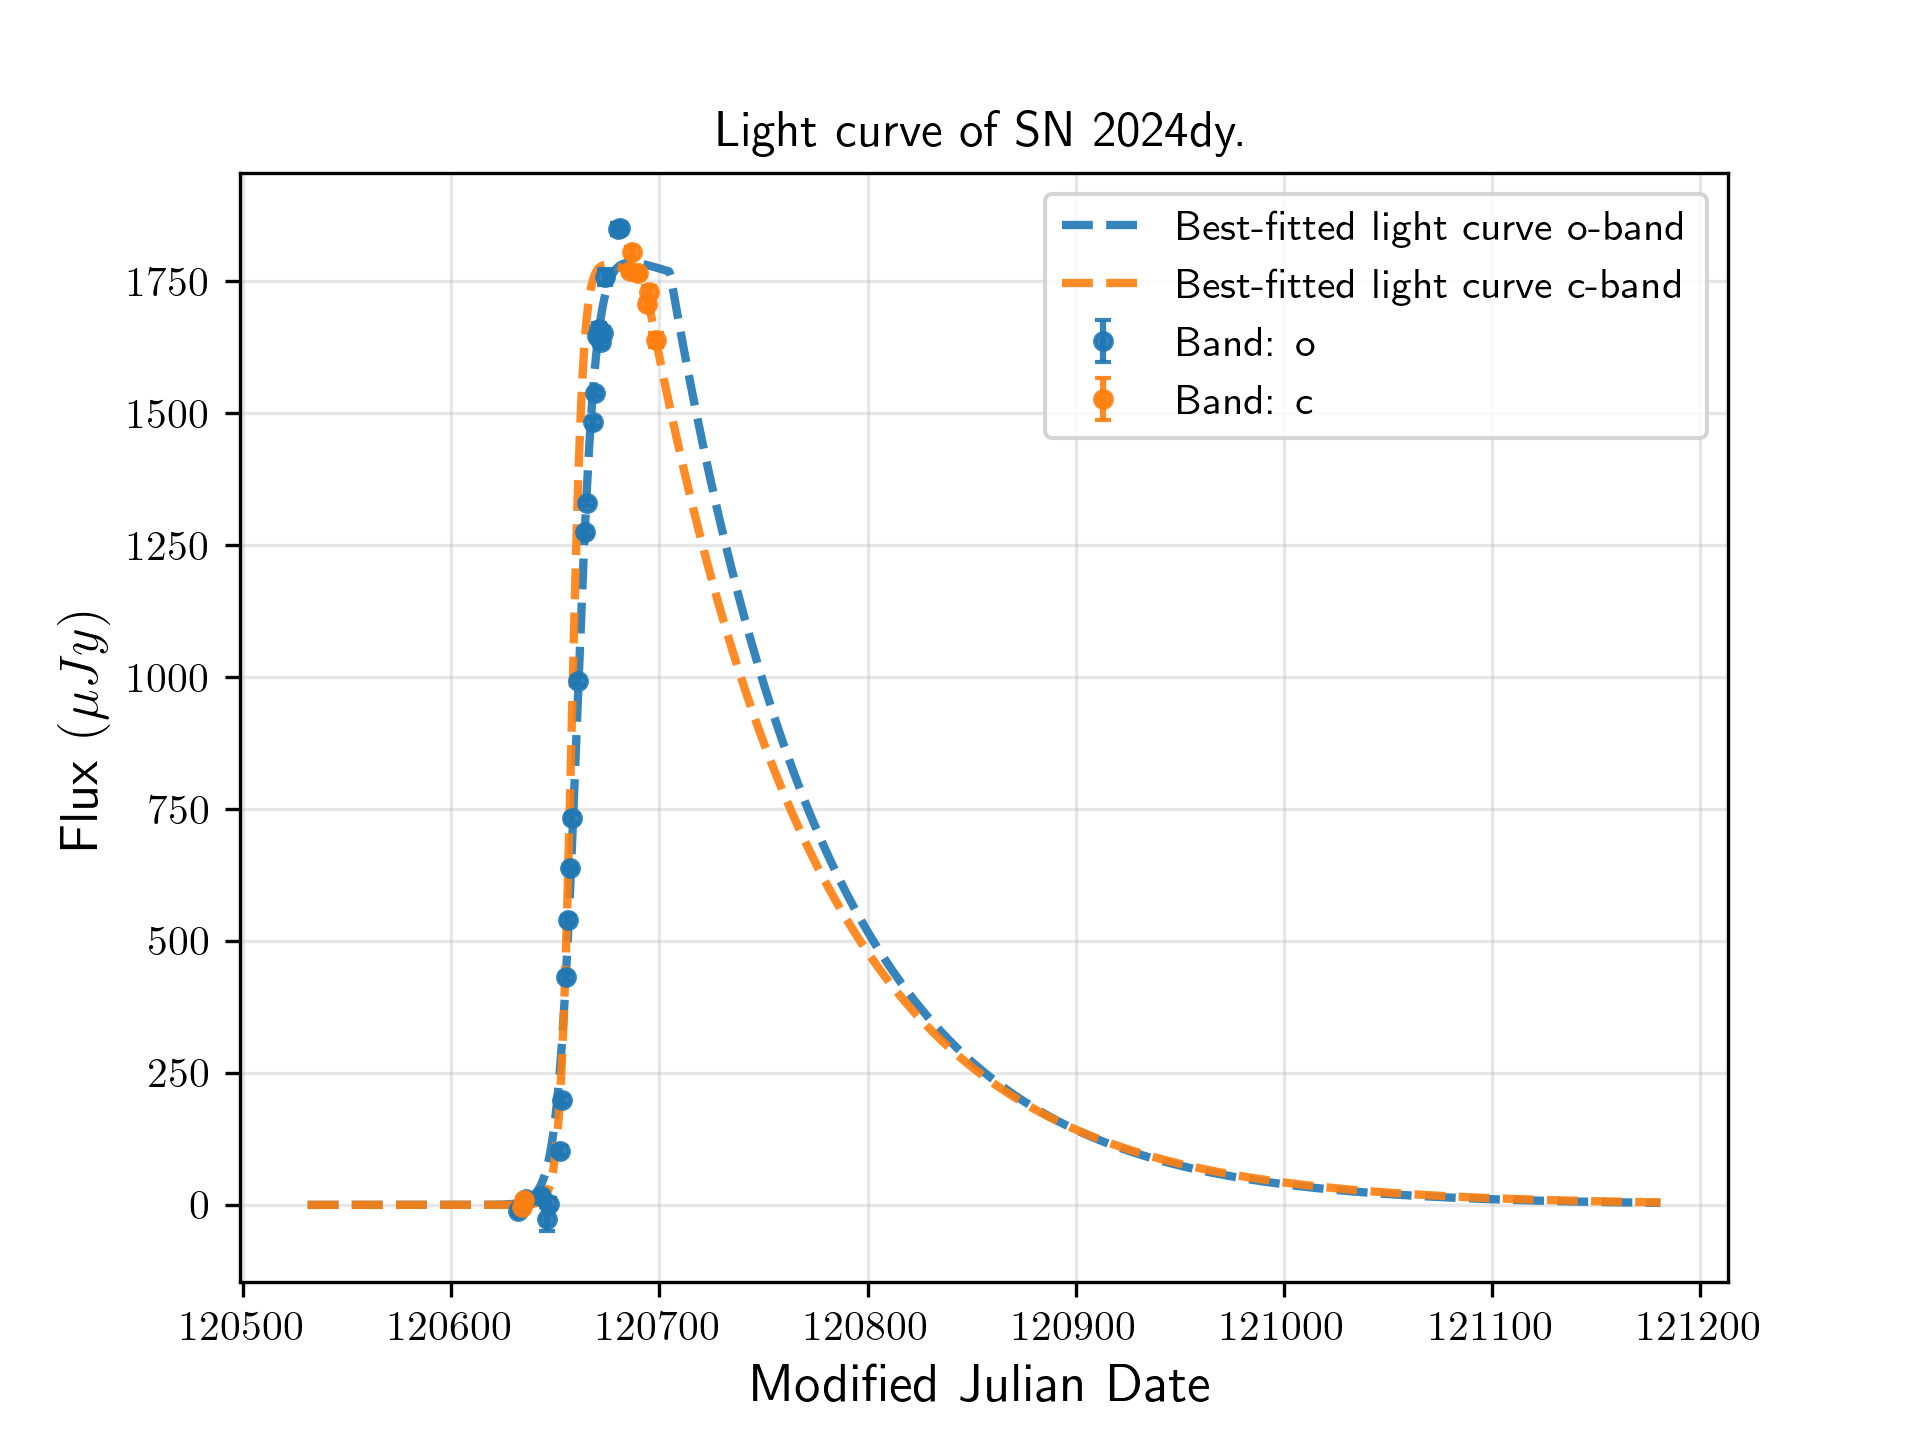 Light curve of SN 2024dy.
Best-fitted light curve o-band
Best-fitted light curve c-band
Band: o
Band: c
1750
1500
1250
1000
750
500
250
0
Flux (μJy)
120500 120600 120700 120800 120900 121000 121100 121200
Modified Julian Date